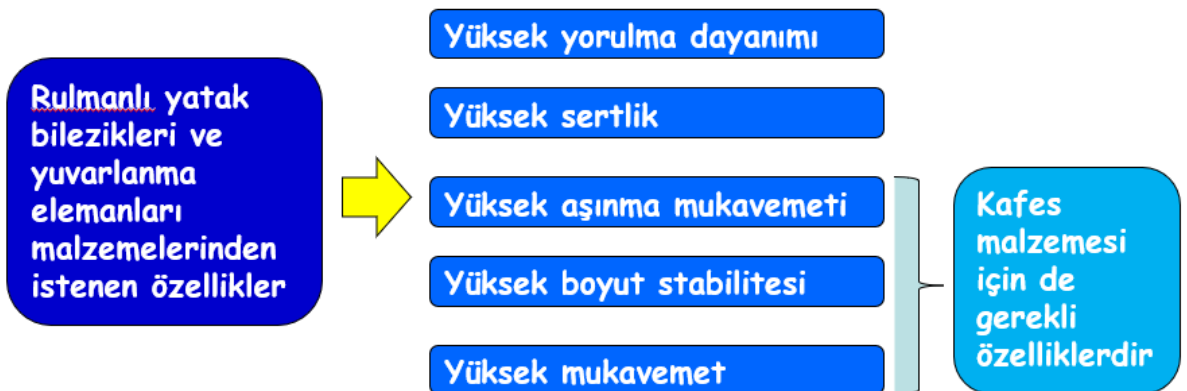 Rulmanlı yatak
bilezikleri ve
yuvarlanma
elemanları
malzemelerinden
istenen özellikler
Yüksek yorulma dayanımı
Yüksek sertlik
Yüksek aşınma mukavemeti
Yüksek boyut stabilitesi
Yüksek mukavemet
Kafes
malzemesi
için de
gerekli
özelliklerdir